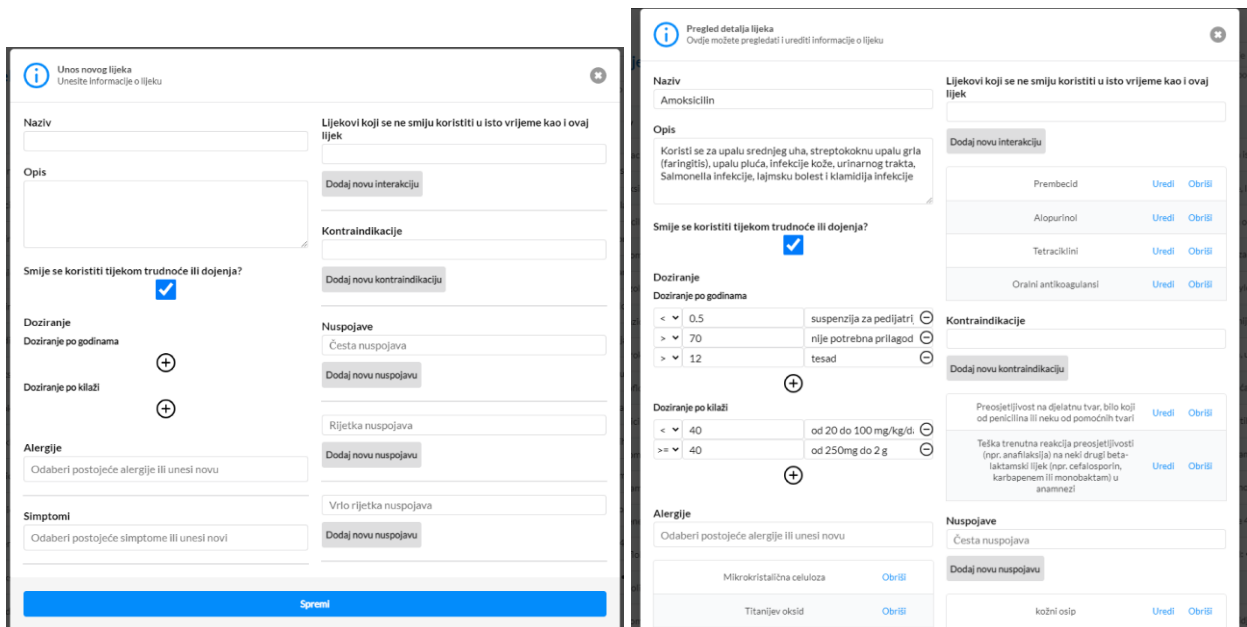 Unos novog lijeka
Unesite informacije o lijeku
Naziv
Opis
Smije se koristiti tijekom trudnoće ili dojenja?
Doziranje
Doziranje po godinama
Doziranje po kilaži
Alergije
Odaberi postojeće alergije ili unesi novu
Simptomi
Odaberi postojeće simptome ili unesi novi
Lijekovi koji se ne smiju koristiti u isto vrijeme kao i ovaj
lijek
Dodaj novu interakciju
Kontraindikacije
Dodaj novu kontraindikaciju
Nuspojave
Česta nuspojava
Dodaj novu nuspojavu
Rijetka nuspojava
Dodaj novu nuspojavu
Vrlo rijetka nuspojava
Dodaj novu nuspojavu
Spremi
Pregled detalja lijeka
Ovdje možete pregledati i urediti informacije o lijeku
Naziv
Amoksicilin
Opis
Koristi se za upalu srednjeg uha, streptokoknu upalu grla
(faringitis), upalu pluća, infekcije kože, urinarnog trakta,
Salmonella infekcije, lajmsku bolest i klamidija infekcije
Smije se koristiti tijekom trudnoće ili dojenja?
Doziranje
Doziranje po godinama
< 0.5 suspenzija za pedijatrij
> 70 nije potrebna prilagod
> 12 tesad
Doziranje po kilaži
< 40 od 20 do 100 mg/kg/d
>= 40 od 250mg do 2 g
Alergije
Odaberi postojeće alergije ili unesi novu
Mikrokristalična celuloza Obriši
Titanijev oksid Obriši
Lijekovi koji se ne smiju koristiti u isto vrijeme kao i ovaj
lijek
Dodaj novu interakciju
Prembecid Uredi Obriši
Alopurinol Uredi Obriši
Tetraciklini Uredi Obriši
Oralni antikoagulansi Uredi Obriši
Kontraindikacije
Dodaj novu kontraindikaciju
Preosjetljivost na djelatnu tvar, bilo koji
od penicilina ili neku od pomoćnih tvari Uredi Obriši
Teška trenutna reakcija preosjetljivosti
(npr. anafilaksija) na neki drugi beta-
laktamski lijek (npr. cefalosporin,
karbapenem ili monobaktam) u
anamnezi Uredi Obriši
Nuspojave
Česta nuspojava
Dodaj novu nuspojavu
kožni osip Uredi Obriši